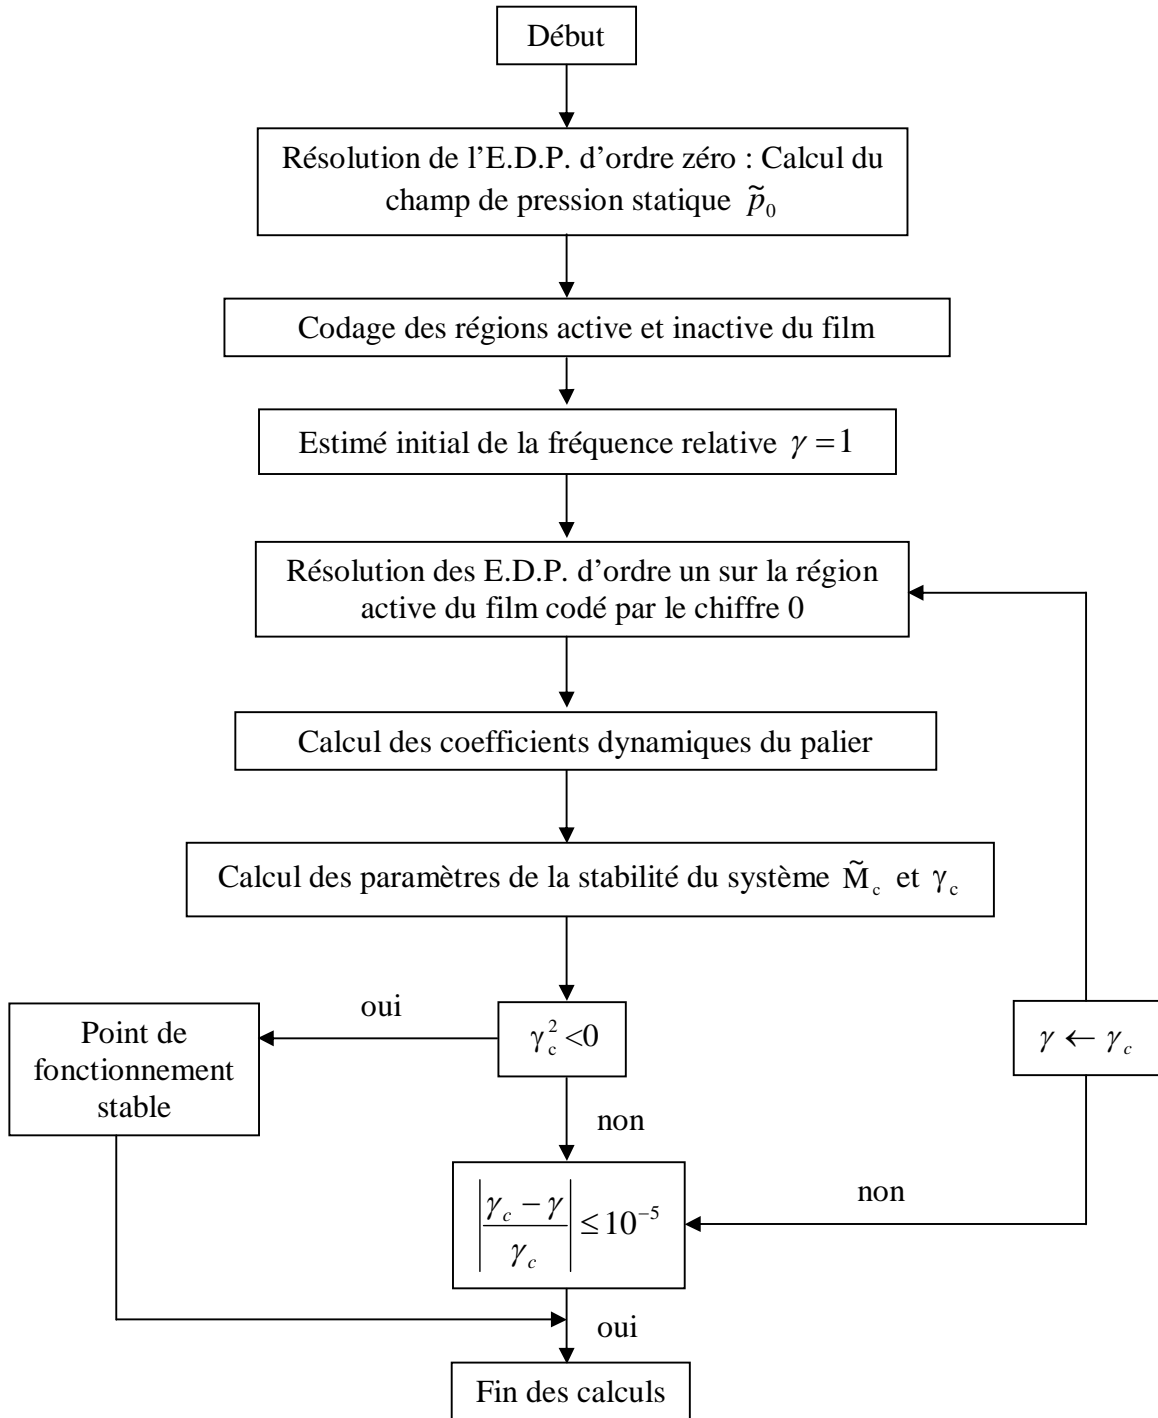 Début
Résolution de l'E.D.P. d'ordre zéro : Calcul du
champ de pression statique p̃₀
Codage des régions active et inactive du film
Estimé initial de la fréquence relative γ = 1
Résolution des E.D.P. d'ordre un sur la région
active du film codé par le chiffre 0
Calcul des coefficients dynamiques du palier
Calcul des paramètres de la stabilité du système M̃c et γc
oui
Point de
fonctionnement
stable
γc² <0
γ ← γc
non
|(γc − γ)/γc| ≤ 10⁻⁵
non
oui
Fin des calculs